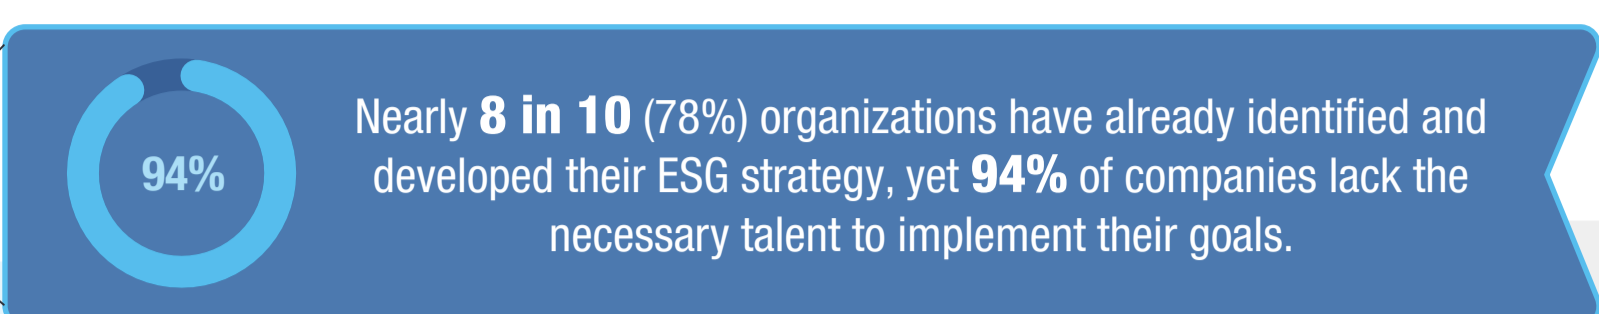 94%
Nearly 8 in 10 (78%) organizations have already identified and
developed their ESG strategy, yet 94% of companies lack the
necessary talent to implement their goals.